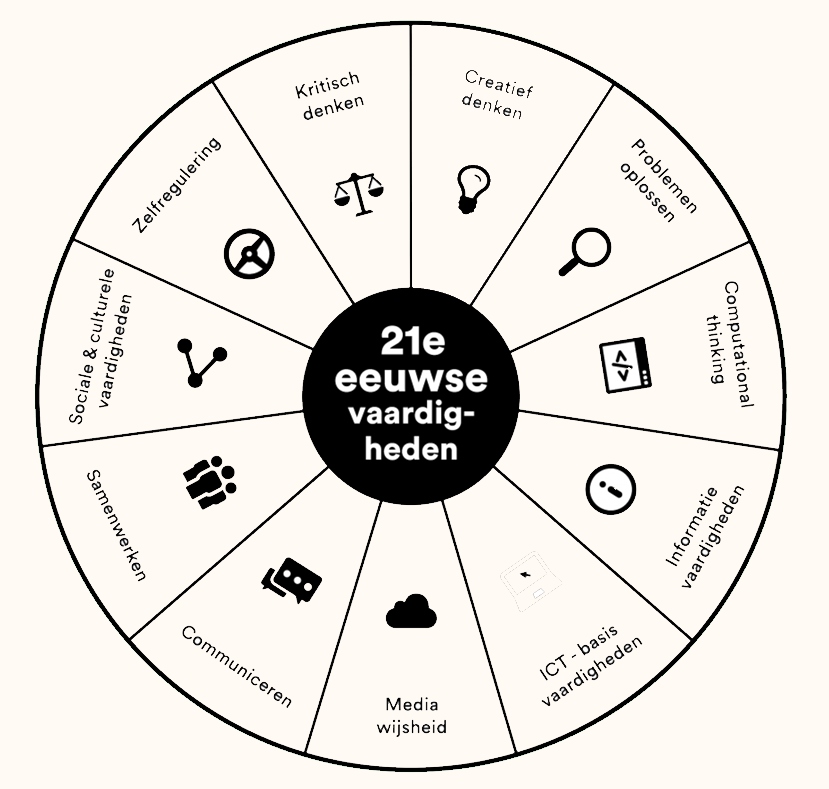 21e
eeuwse
vaardig-
heden
Creatief
denken
Problemen
oplossen
Computational
thinking
Informatie
vaardigheden
ICT - basis
vaardigheden
Media
wijsheid
Communiceren
Samenwerken
Sociale & culturele
vaardigheden
Zelfregulering
Kritisch
denken